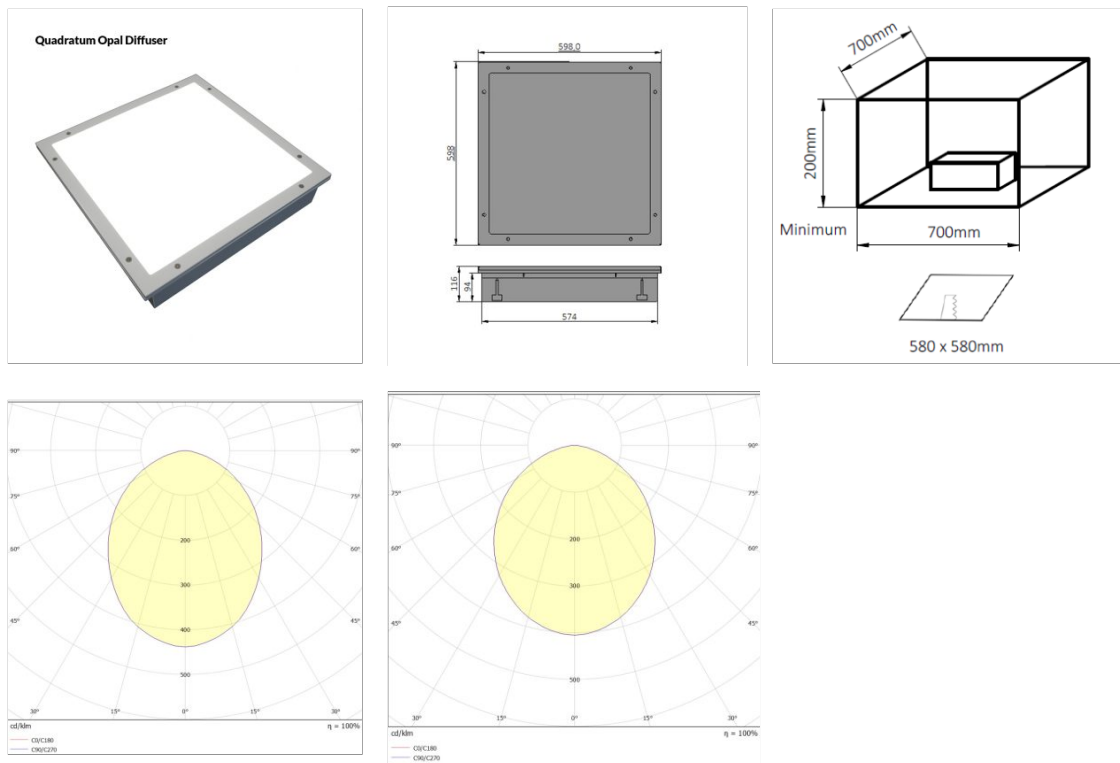 Quadratum Opal Diffuser
598.0
598
116
94
574
700mm
200mm
Minimum
700mm
580 x 580mm
90°
90°
75°
75°
60°
60°
200
300
45°
45°
400
500
30°
15°
0°
15°
30°
cd/klm
η = 100%
C0/C180
C90/C270
90°
90°
75°
75°
60°
60°
200
300
45°
45°
500
30°
15°
0°
15°
30°
cd/klm
η = 100%
C0/C180
C90/C270